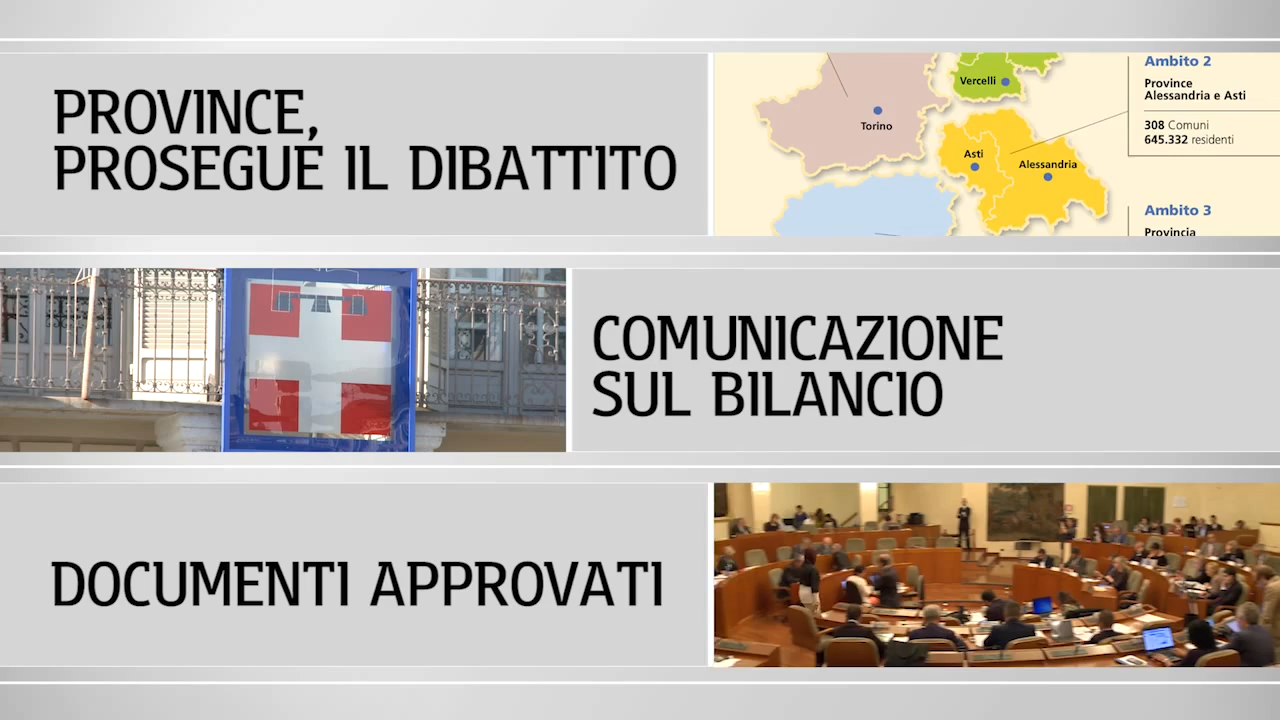 PROVINCE,
PROSEGUE IL DIBATTITO
Torino
Vercelli
Asti
Alessandria
Ambito 2
Province
Alessandria e Asti
308 Comuni
645.332 residenti
Ambito 3
Provincia
COMUNICAZIONE
SUL BILANCIO
DOCUMENTI APPROVATI